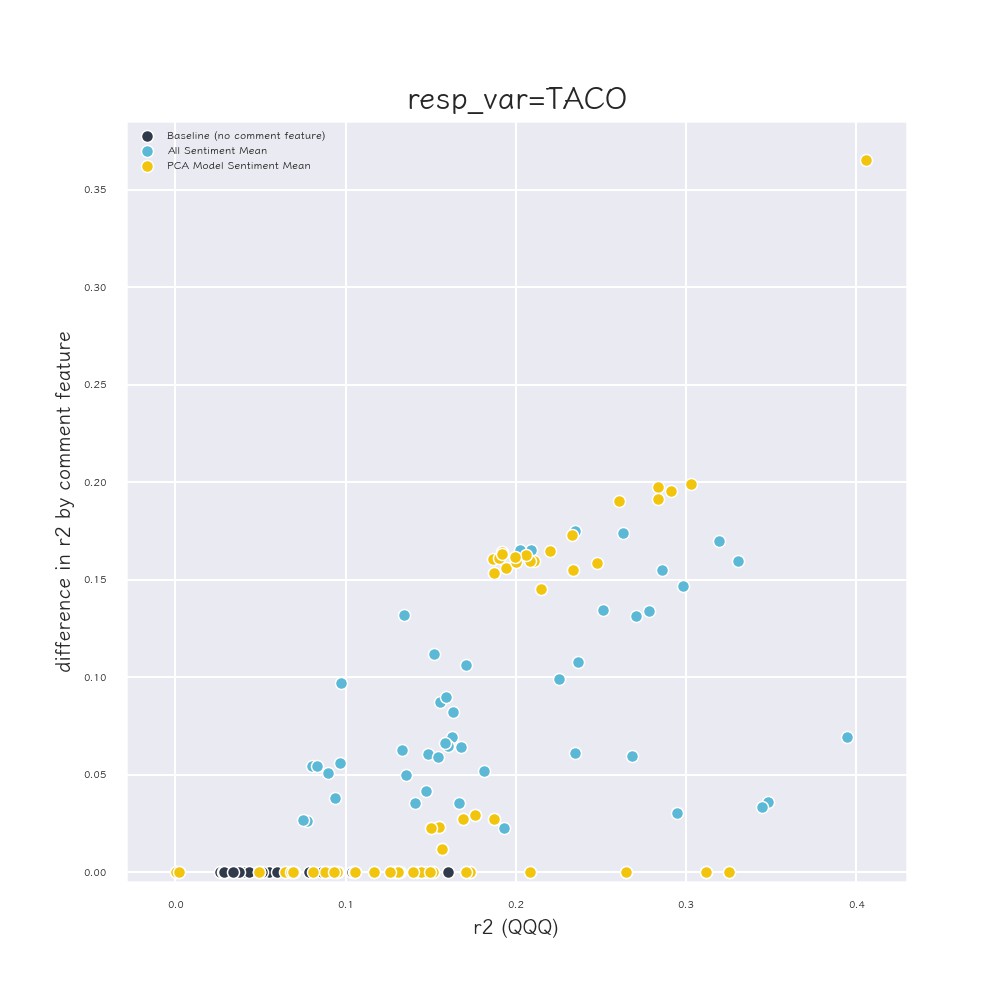 resp_var=TACO
Baseline (no comment feature)
All Sentiment Mean
PCA Model Sentiment Mean
difference in r2 by comment feature
0.35
0.30
0.25
0.20
0.15
0.10
0.05
0.00
0.0
0.1
0.2
0.3
0.4
r2 (QQQ)